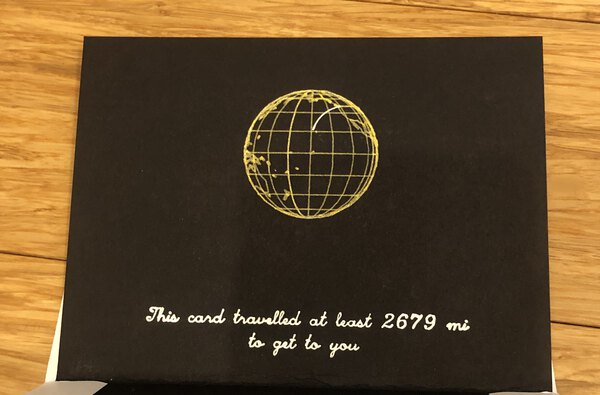 This card travelled at least 2679 mi
to get to you